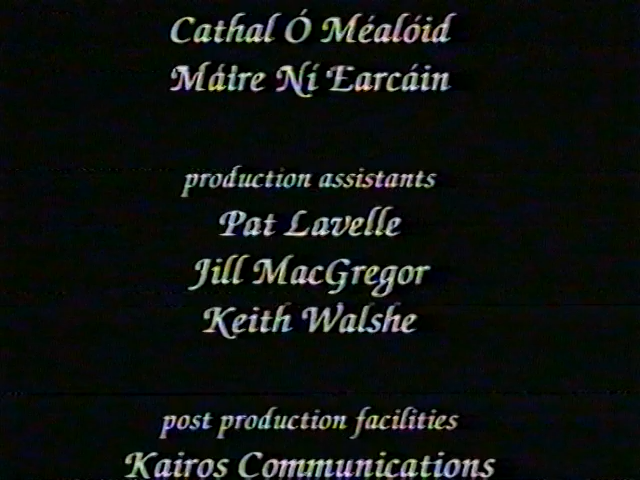 Cathal Ó Méalóid
Máire Ní Earcáin
production assistants
Pat Lavelle
Jill MacGregor
Keith Walshe
post production facilities
Kairos Communications